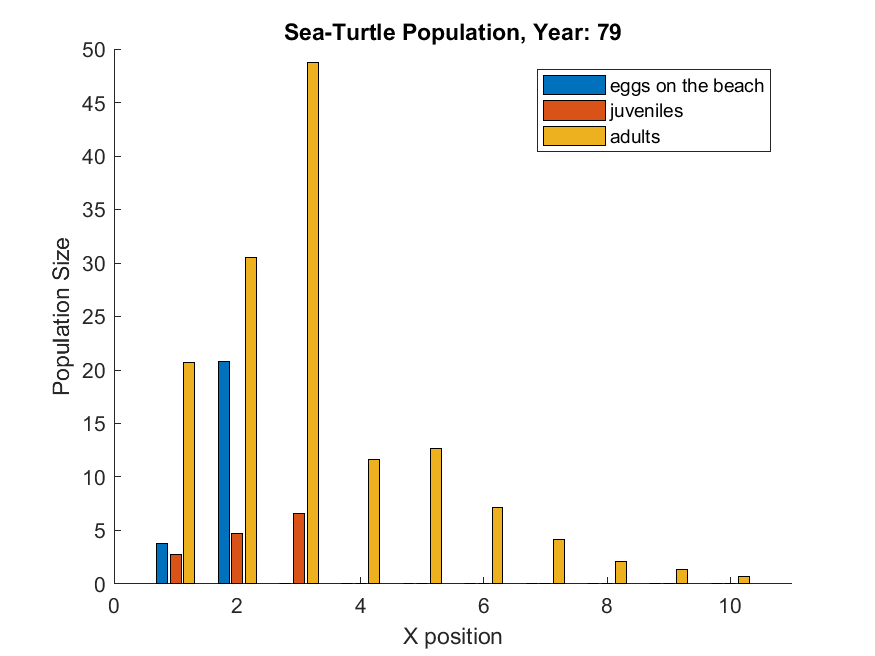 Sea-Turtle Population, Year: 79
50
45
40
35
30
25
20
15
10
5
0
Population Size
eggs on the beach
juveniles
adults
0 2 4 6 8 10
X position